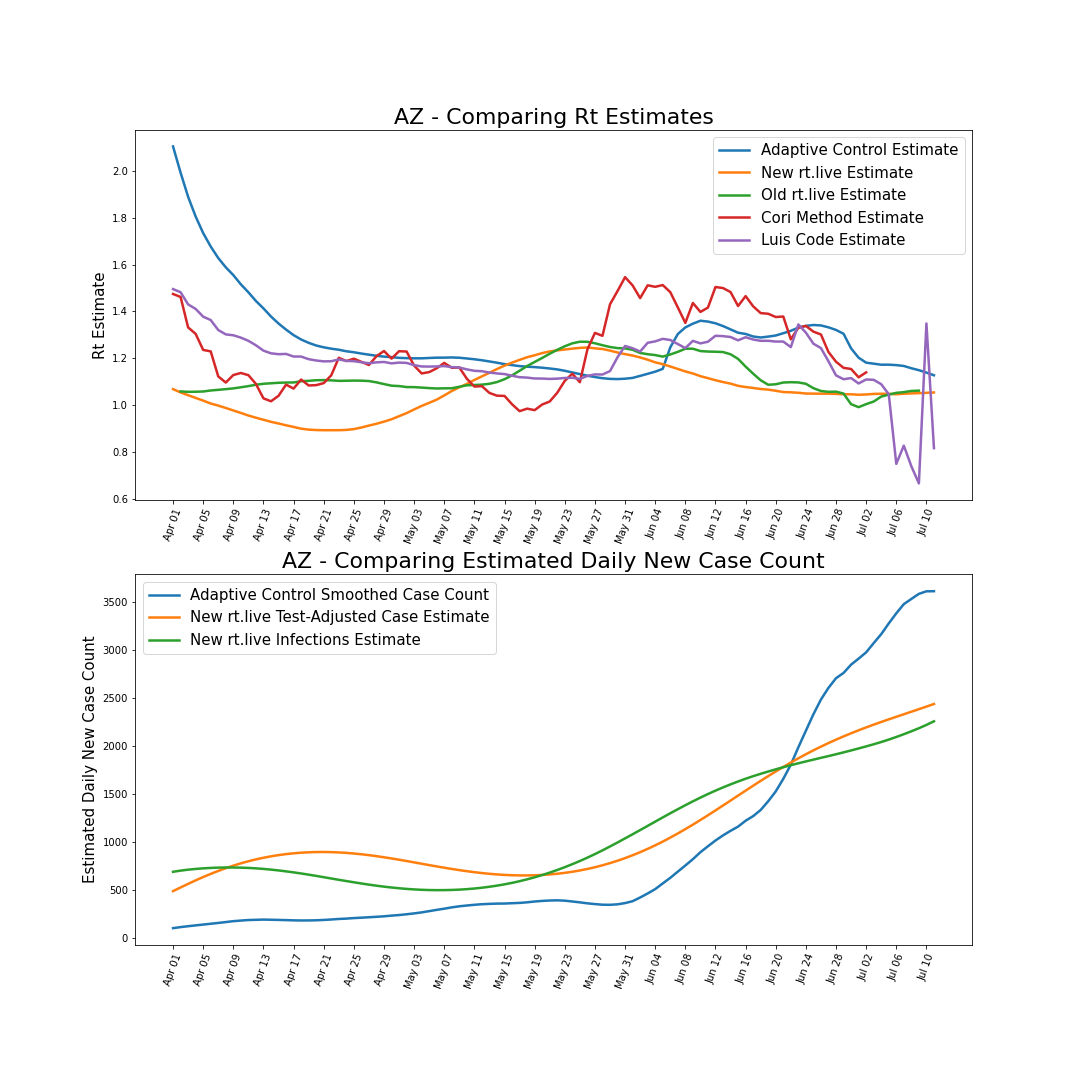 AZ - Comparing Rt Estimates
Rt Estimate
2.0
1.8
1.6
1.4
1.2
1.0
0.8
0.6
Adaptive Control Estimate
New rt.live Estimate
Old rt.live Estimate
Cori Method Estimate
Luis Code Estimate
Apr 01 Apr 05 Apr 09 Apr 13 Apr 17 Apr 21 Apr 25 Apr 29 May 03 May 07 May 11 May 15 May 19 May 23 May 27 May 31 Jun 04 Jun 08 Jun 12 Jun 16 Jun 20 Jun 24 Jun 28 Jul 02 Jul 06 Jul 10
AZ - Comparing Estimated Daily New Case Count
Estimated Daily New Case Count
3500
3000
2500
2000
1500
1000
500
0
Adaptive Control Smoothed Case Count
New rt.live Test-Adjusted Case Estimate
New rt.live Infections Estimate
Apr 01 Apr 05 Apr 09 Apr 13 Apr 17 Apr 21 Apr 25 Apr 29 May 03 May 07 May 11 May 15 May 19 May 23 May 27 May 31 Jun 04 Jun 08 Jun 12 Jun 16 Jun 20 Jun 24 Jun 28 Jul 02 Jul 06 Jul 10